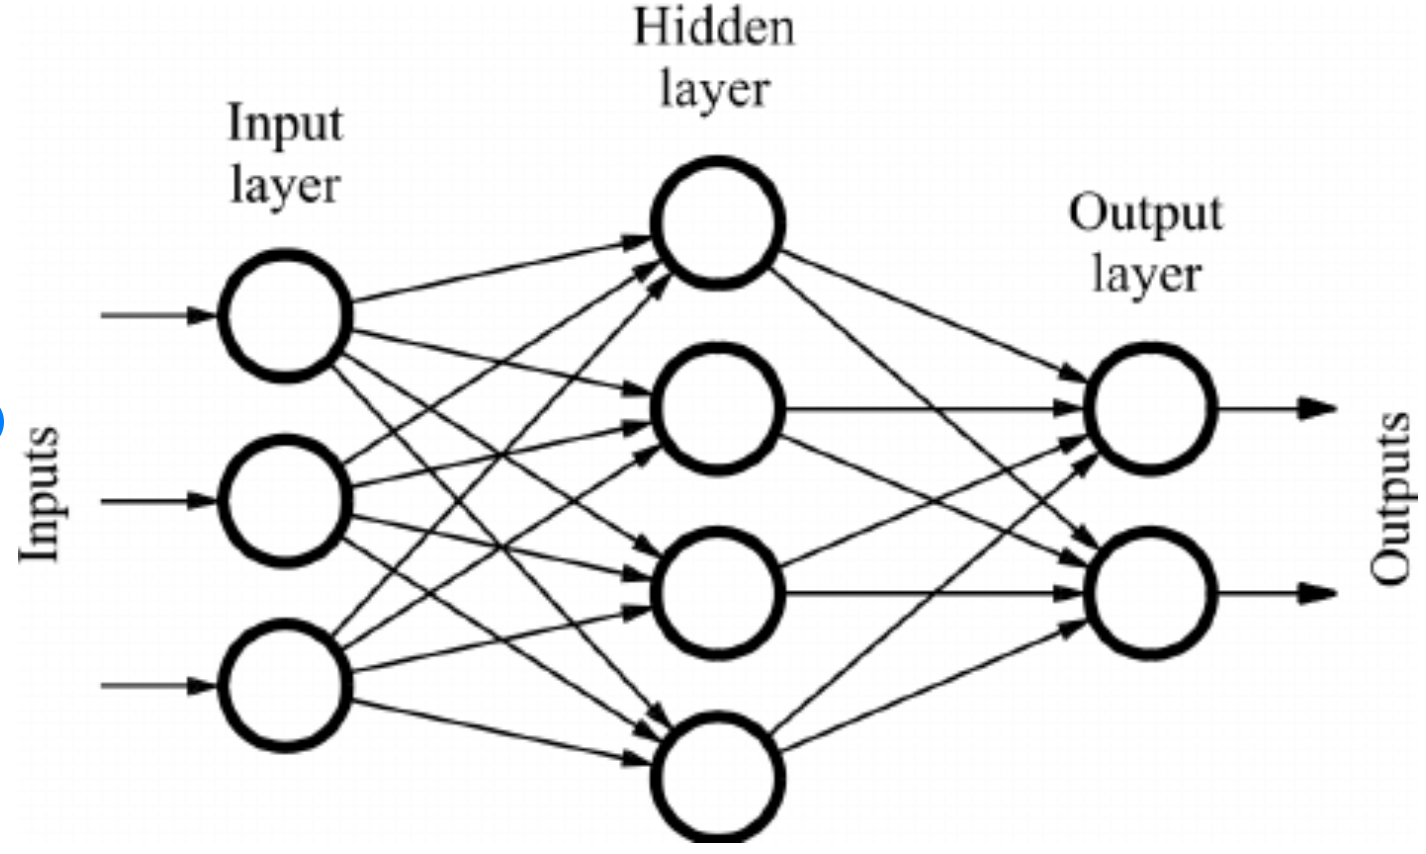 Hidden
layer
Input
layer
Output
layer
Inputs
Outputs